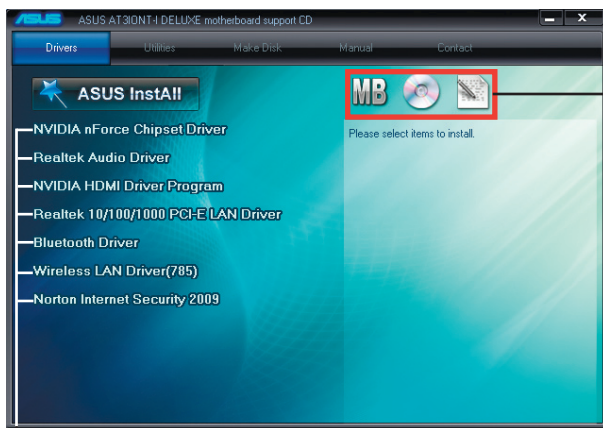 ASUS ASUS AT3IONT-I DELUXE motherboard support CD
Drivers Utilities Make Disk Manual Contact
ASUS InstAll
MB
NVIDIA nForce Chipset Driver
Please select items to install.
Realtek Audio Driver
NVIDIA HDMI Driver Program
Realtek 10/100/1000 PCI-E LAN Driver
Bluetooth Driver
Wireless LAN Driver(785)
Norton Internet Security 2009